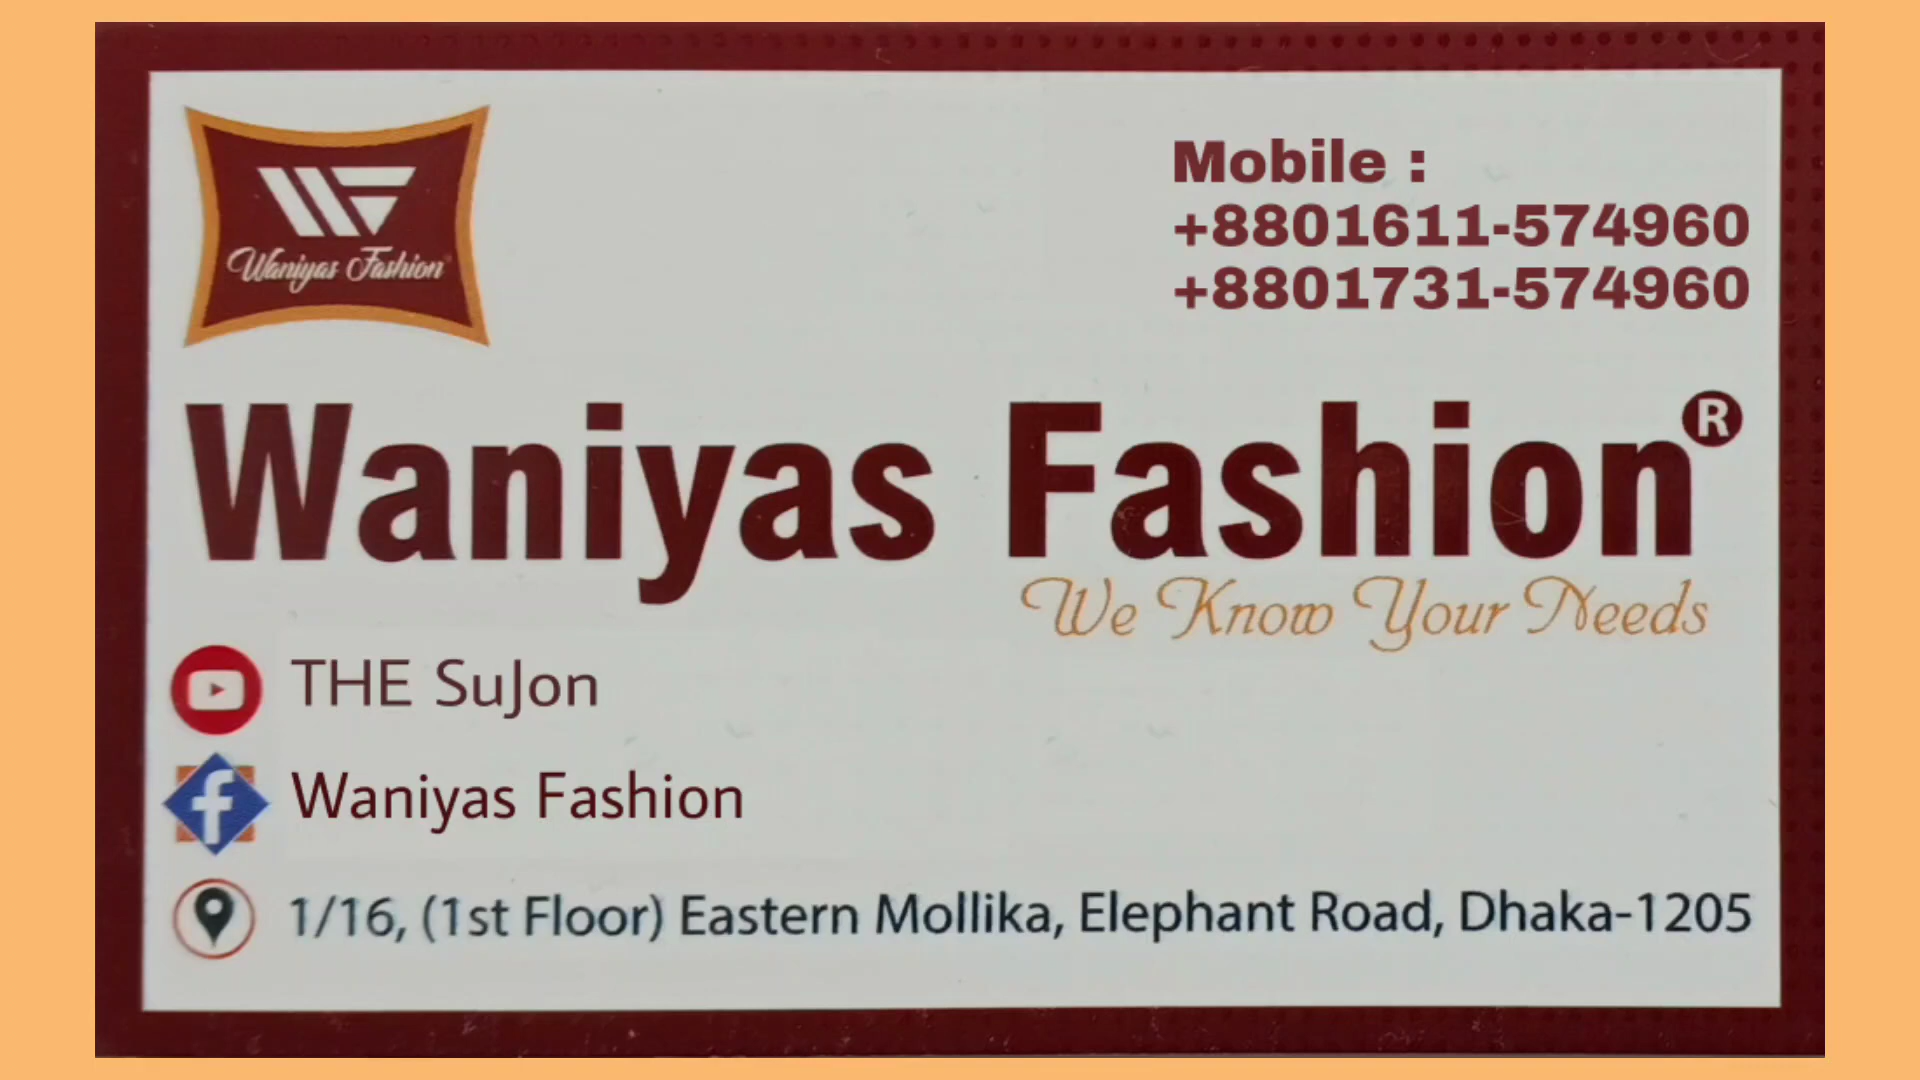 Waniyas Fashion
Mobile :
+8801611-574960
+8801731-574960
Waniyas Fashion®
We Know Your Needs
THE SuJon
Waniyas Fashion
1/16, (1st Floor) Eastern Mollika, Elephant Road, Dhaka-1205